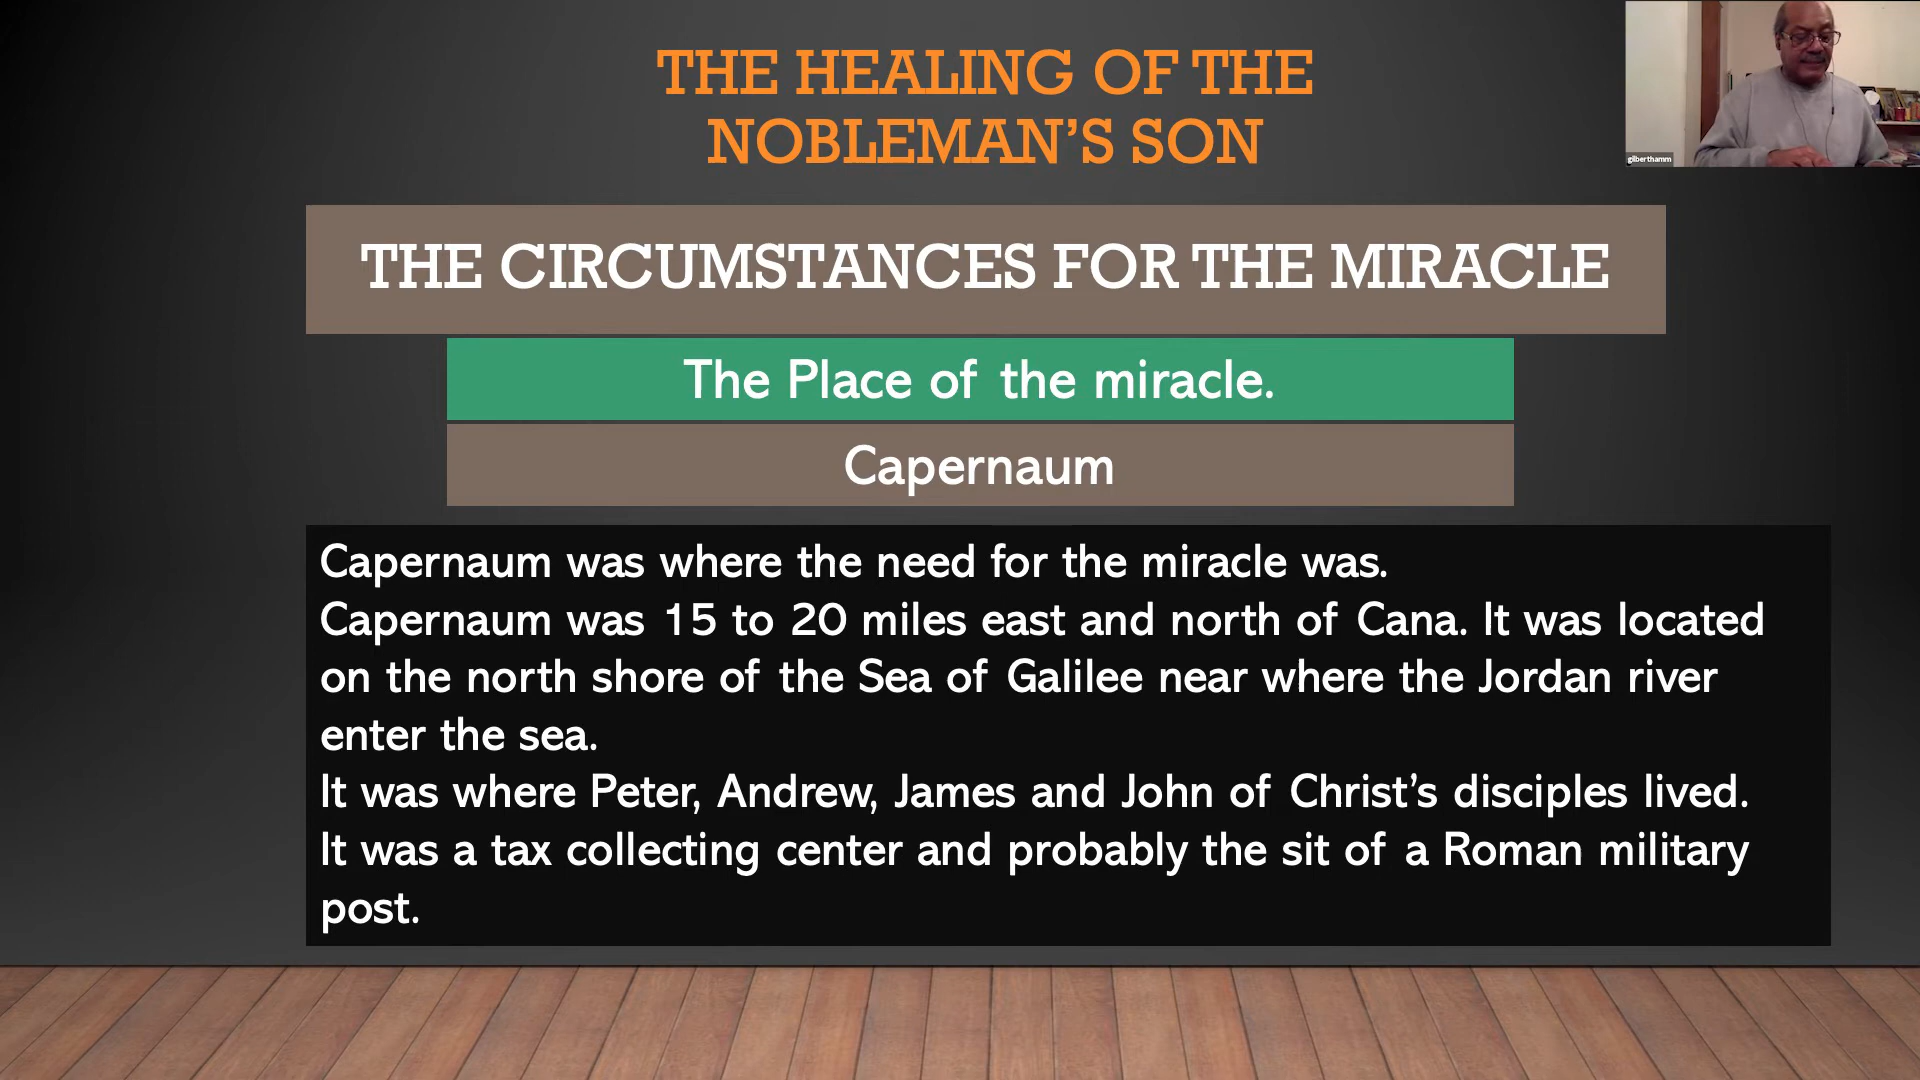 THE HEALING OF THE
NOBLEMAN’S SON
gilberthamm
THE CIRCUMSTANCES FOR THE MIRACLE
The Place of the miracle.
Capernaum
Capernaum was where the need for the miracle was.
Capernaum was 15 to 20 miles east and north of Cana. It was located
on the north shore of the Sea of Galilee near where the Jordan river
enter the sea.
It was where Peter, Andrew, James and John of Christ’s disciples lived.
It was a tax collecting center and probably the sit of a Roman military
post.